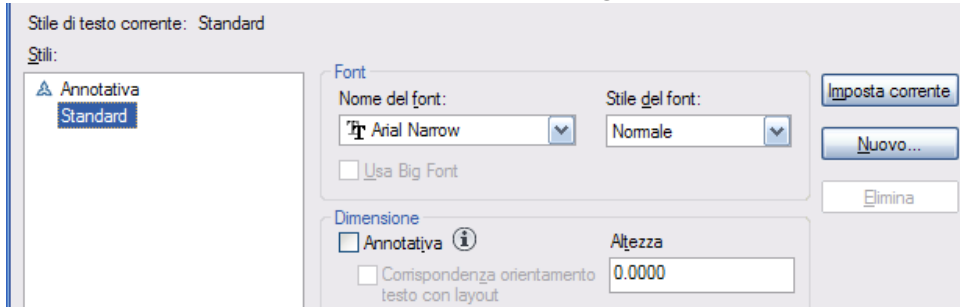 Stile di testo corrente: Standard
Stili:
Annotativa
Standard
Font
Nome del font:
Stile del font:
Arial Narrow
Normale
Usa Big Font
Dimensione
Annotativa
Altezza
Corrispondenza orientamento
testo con layout
0.0000
Imposta corrente
Nuovo...
Elimina